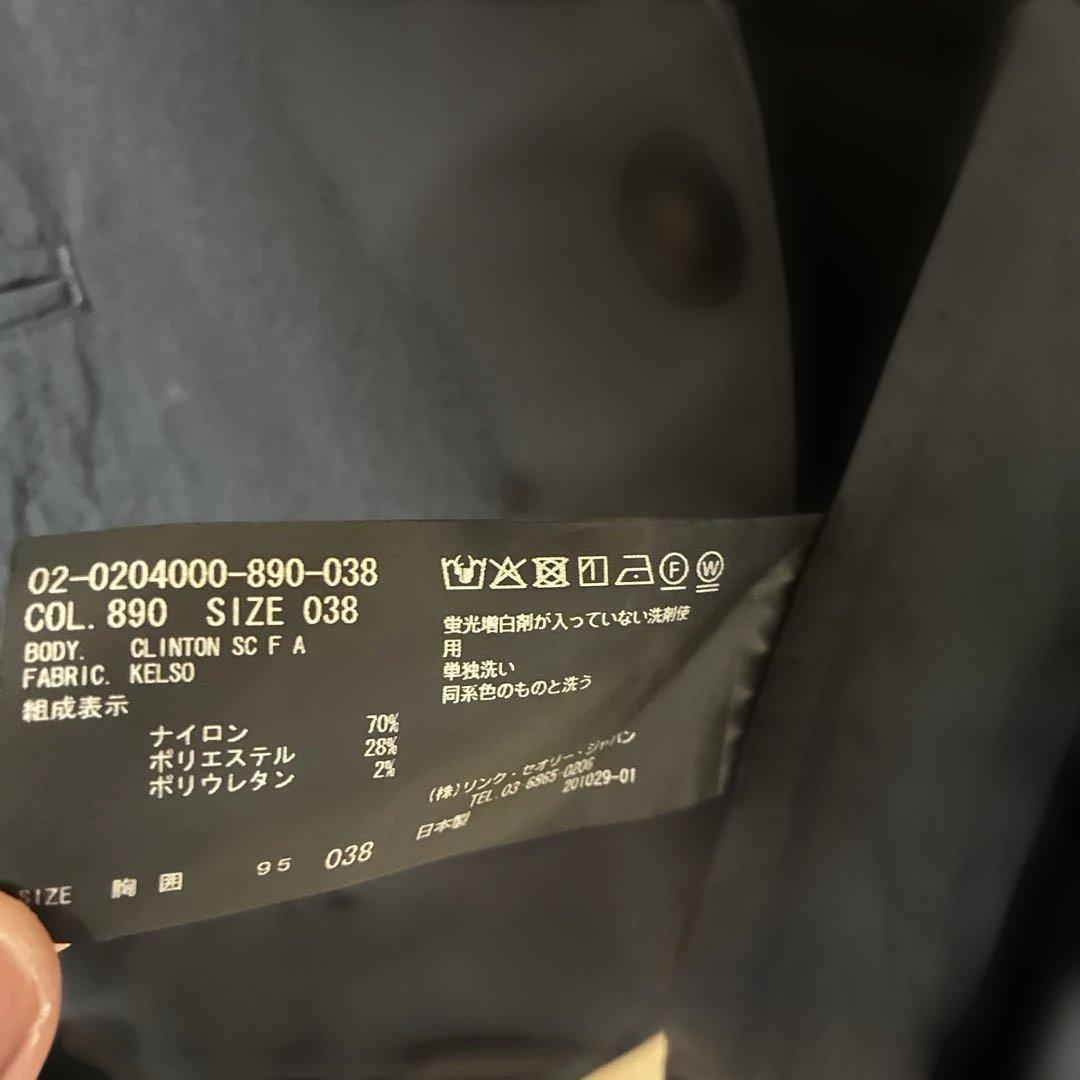 02-0204000-890-038
COL. 890 SIZE 038
BODY. CLINTON SC F A
FABRIC. KELSO
組成表示
ナイロン 70%
ポリエステル 28%
ポリウレタン 2%
SIZE 胸囲 95 038
F W
蛍光増白剤が入っていない洗剤使
用
単独洗い
同系色のものと洗う
(株)リンク・セオリー・ジャパン
TEL. 03-6865-0206
201029-01
日本製